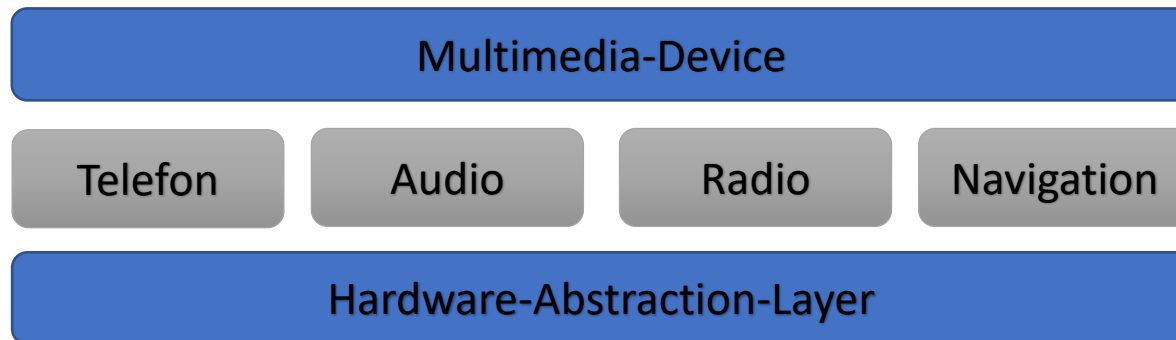 Multimedia-Device
Telefon
Audio
Radio
Navigation
Hardware-Abstraction-Layer